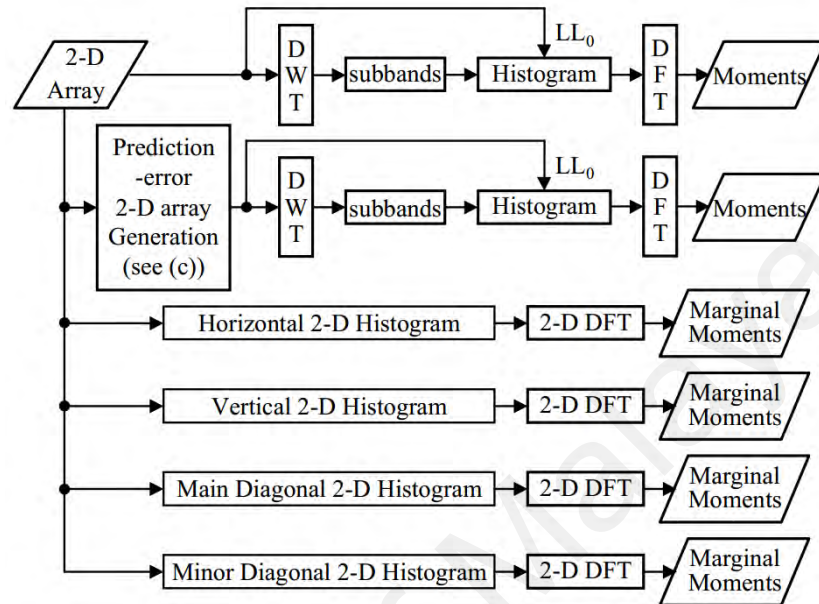 2-D
Array
D
W
T
subbands
LL₀
Histogram
D
F
T
Moments
Prediction
-error
2-D array
Generation
(see (c))
D
W
T
subbands
LL₀
Histogram
D
F
T
Moments
Horizontal 2-D Histogram
2-D DFT
Marginal
Moments
Vertical 2-D Histogram
2-D DFT
Marginal
Moments
Main Diagonal 2-D Histogram
2-D DFT
Marginal
Moments
Minor Diagonal 2-D Histogram
2-D DFT
Marginal
Moments
Malaya